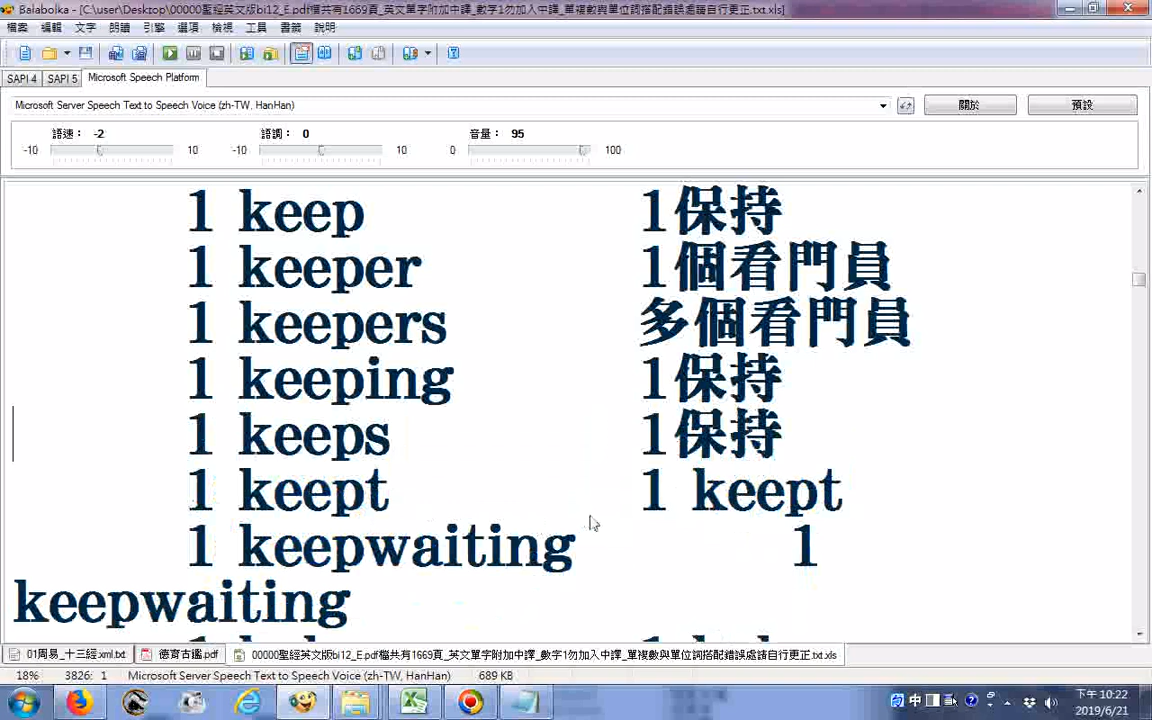 Balabolka - [C:\user\Desktop\00000聖經英文版bi12_E.pdf檔共有1669頁_英文單字附加中譯_數字1勿加入中譯_單複數與單位詞搭配錯誤處請自行更正.txt.xls]
檔案 編輯 文字 朗讀 引擎 選項 檢視 工具 書籤 說明
SAPI 4 SAPI 5 Microsoft Speech Platform
Microsoft Server Speech Text to Speech Voice (zh-TW, HanHan) 關於 預設
語速： -2 語調： 0 音量： 95
-10 10 -10 10 0 100
1 keep 1保持
1 keeper 1個看門員
1 keepers 多個看門員
1 keeping 1保持
1 keeps 1保持
1 keept 1 keept
1 keepwaiting 1
keepwaiting
01周易_十三經.xml.txt 德育古鑑.pdf 00000聖經英文版bi12_E.pdf檔共有1669頁_英文單字附加中譯_數字1勿加入中譯_單複數與單位詞搭配錯誤處請自行更正.txt.xls
18% 3826: 1 Microsoft Server Speech Text to Speech Voice (zh-TW, HanHan) 689 KB
中 下午 10:22
2019/6/21